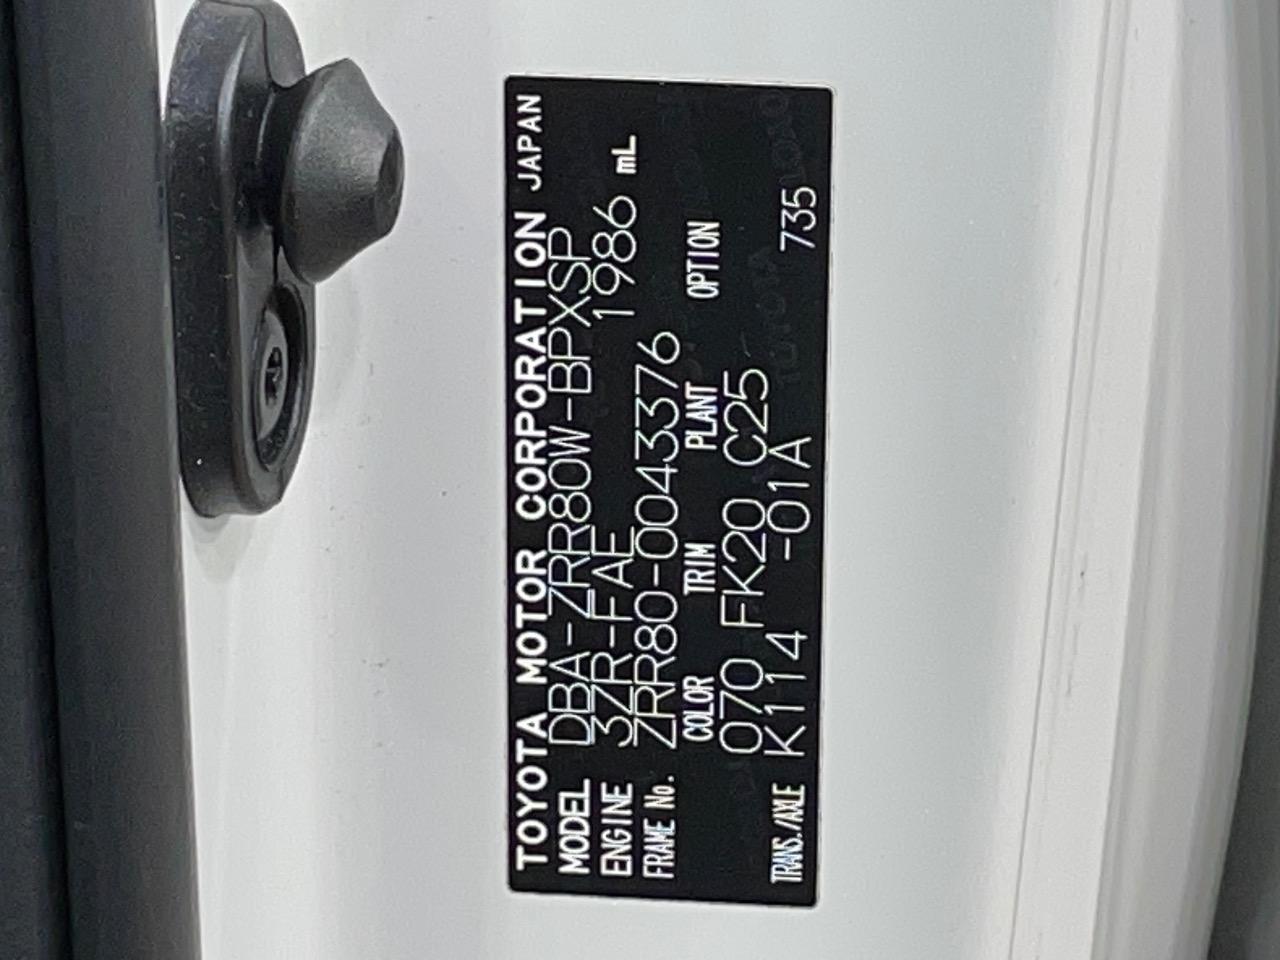 TOYOTA MOTOR CORPORATION JAPAN
MODEL DBA-ZRR80W-BPXSP
ENGINE 3ZR-FAE 1986 mL
FRAME No. ZRR80-0043376
COLOR TRIM PLANT OPTION
070 FK20 C25
TRANS./AXLE K114 -01A 735